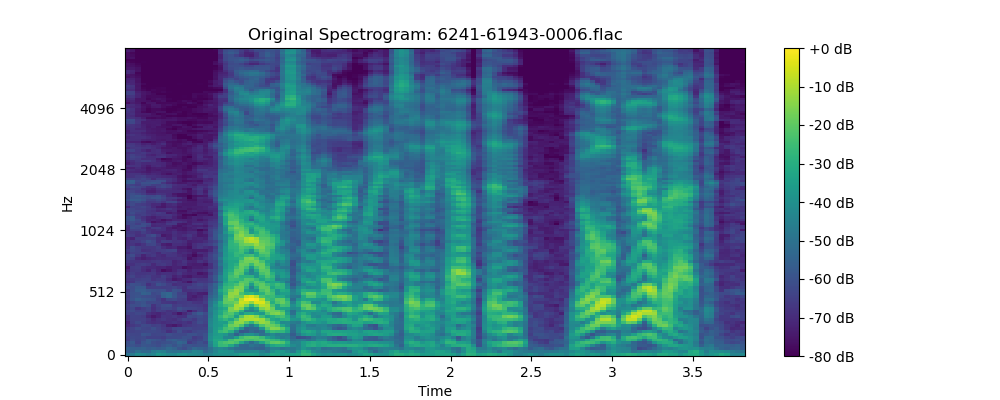 Original Spectrogram: 6241-61943-0006.flac
Hz
4096
2048
1024
512
0
0 0.5 1 1.5 2 2.5 3 3.5
Time
+0 dB
-10 dB
-20 dB
-30 dB
-40 dB
-50 dB
-60 dB
-70 dB
-80 dB